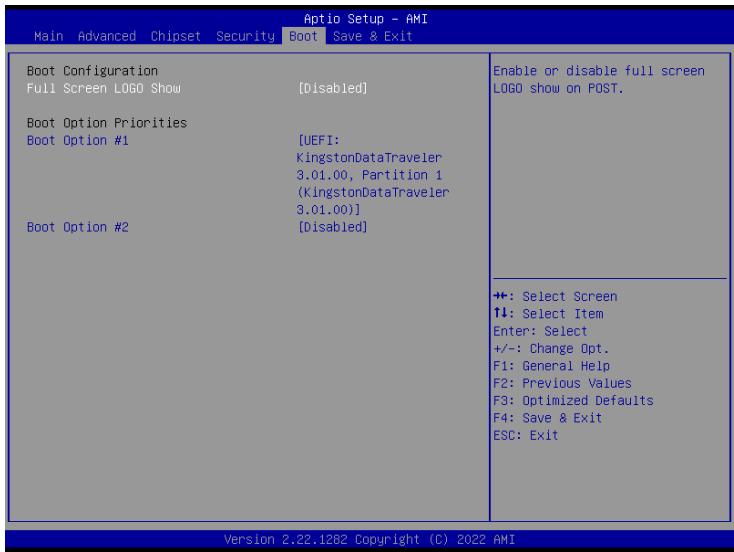 Aptio Setup – AMI
Main Advanced Chipset Security Boot Save & Exit
Boot Configuration
Full Screen LOGO Show [Disabled]
Boot Option Priorities
Boot Option #1 [UEFI:
KingstonDataTraveler
3.01.00, Partition 1
(KingstonDataTraveler
3.01.00)]
Boot Option #2 [Disabled]
Enable or disable full screen
LOGO show on POST.
→←: Select Screen
↑↓: Select Item
Enter: Select
+/-: Change Opt.
F1: General Help
F2: Previous Values
F3: Optimized Defaults
F4: Save & Exit
ESC: Exit
Version 2.22.1282 Copyright (C) 2022 AMI